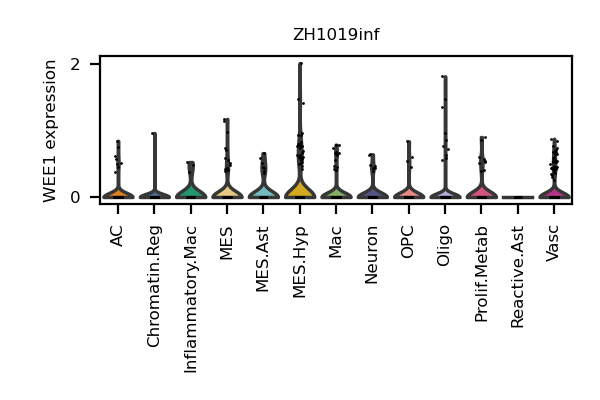 ZH1019inf
WEE1 expression
2
0
AC
Chromatin.Reg
Inflammatory.Mac
MES
MES.Ast
MES.Hyp
Mac
Neuron
OPC
Oligo
Prolif.Metab
Reactive.Ast
Vasc